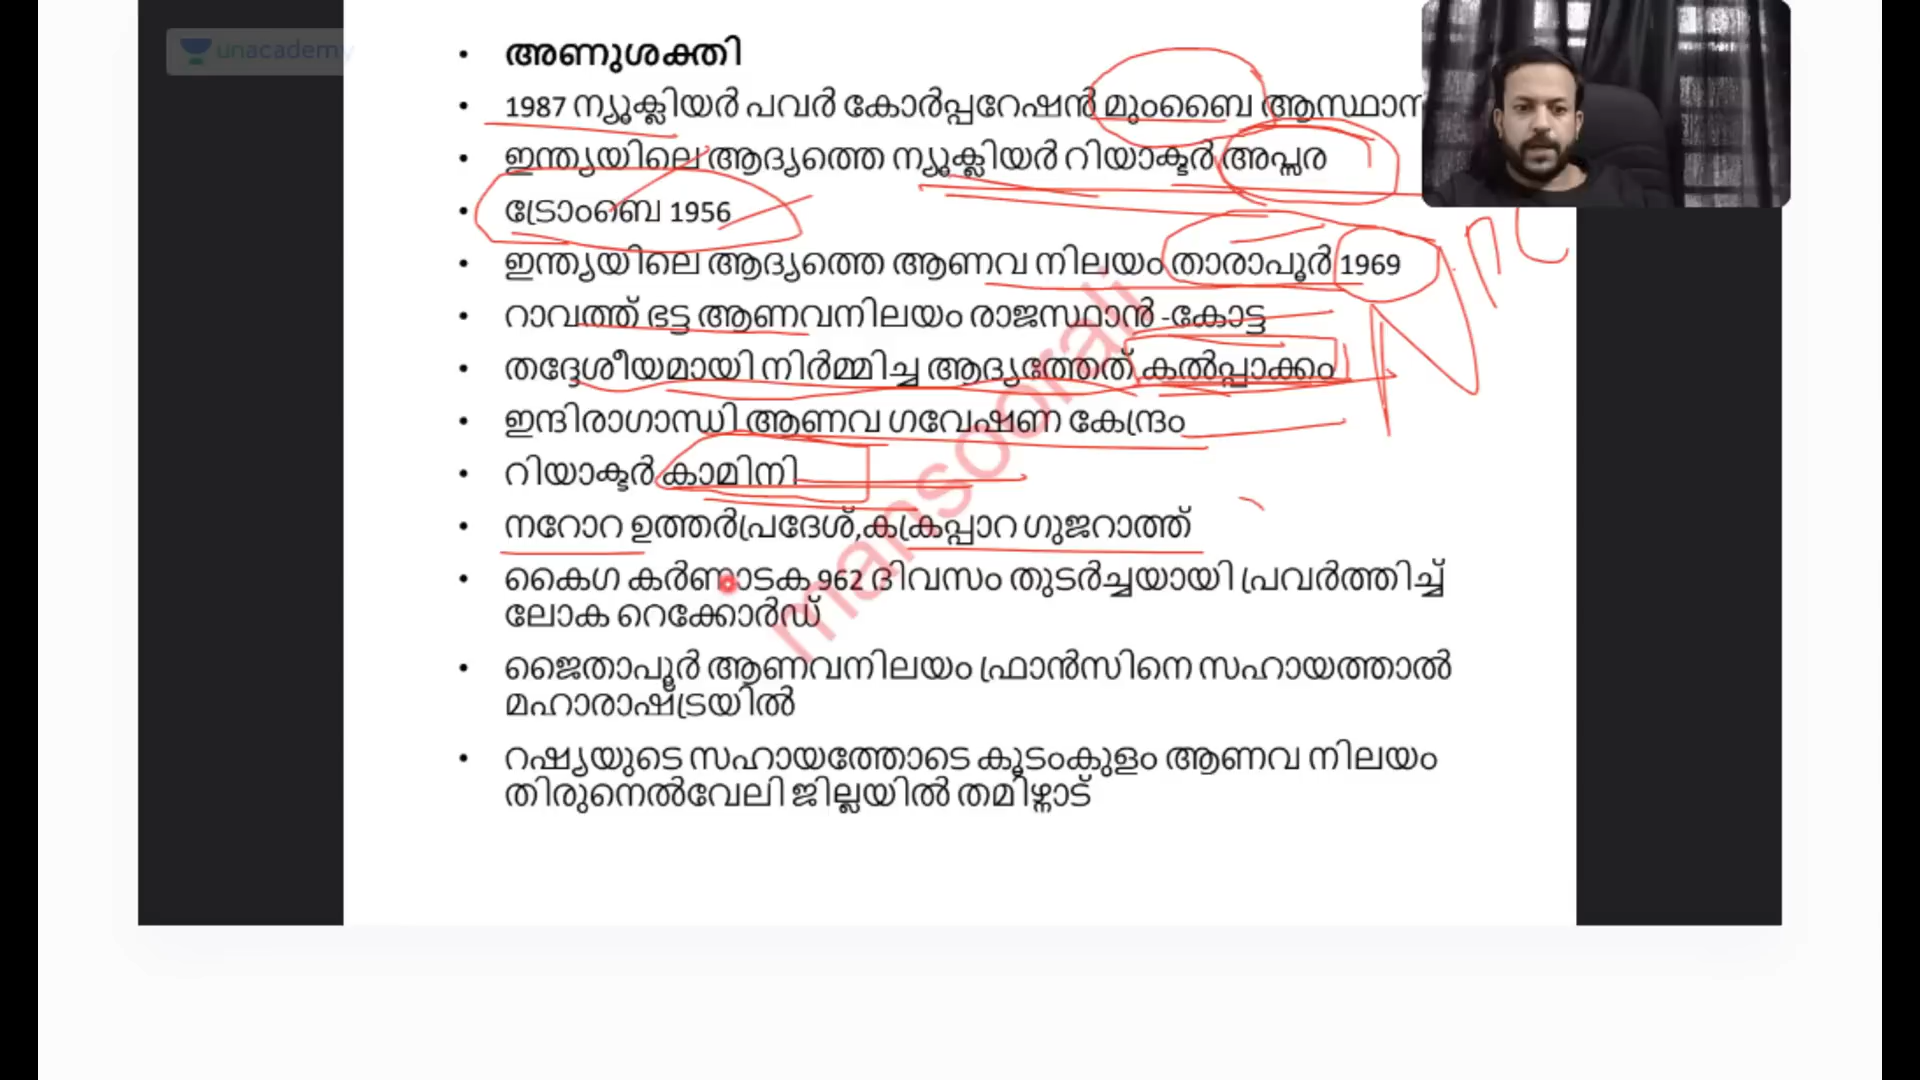 unacademy
• അണുശക്തി
• 1987 ന്യൂക്ലിയർ പവർ കോർപ്പറേഷൻ മുംബൈ
• ഇന്ത്യയിലെ ആദ്യത്തെ ന്യൂക്ലിയർ റിയാക്ടർ അപ്സര
• ട്രോംബെ 1956
• ഇന്ത്യയിലെ ആദ്യത്തെ ആണവ നിലയം താരാപൂർ 1969
• റാവത്ത് ഭട്ട ആണവനിലയം രാജസ്ഥാൻ -കോട്ട
• തദ്ദേശീയമായി നിർമ്മിച്ച ആദ്യത്തേത് കൽപ്പാക്കം
• ഇന്ദിരാഗാന്ധി ആണവ ഗവേഷണ കേന്ദ്രം
• റിയാക്ടർ കാമിനി
• നറോറ ഉത്തർപ്രദേശ്,കക്രപ്പാറ ഗുജറാത്ത്
• കൈഗ കർണാടക 962 ദിവസം തുടർച്ചയായി പ്രവർത്തിച്ച്
ലോക റെക്കോർഡ്
• ജൈതാപൂർ ആണവനിലയം ഫ്രാൻസിനെ സഹായത്താൽ
മഹാരാഷ്ട്രയിൽ
• റഷ്യയുടെ സഹായത്തോടെ കൂടംകുളം ആണവ നിലയം
തിരുനെൽവേലി ജില്ലയിൽ തമിഴ്നാട്
mansoorali